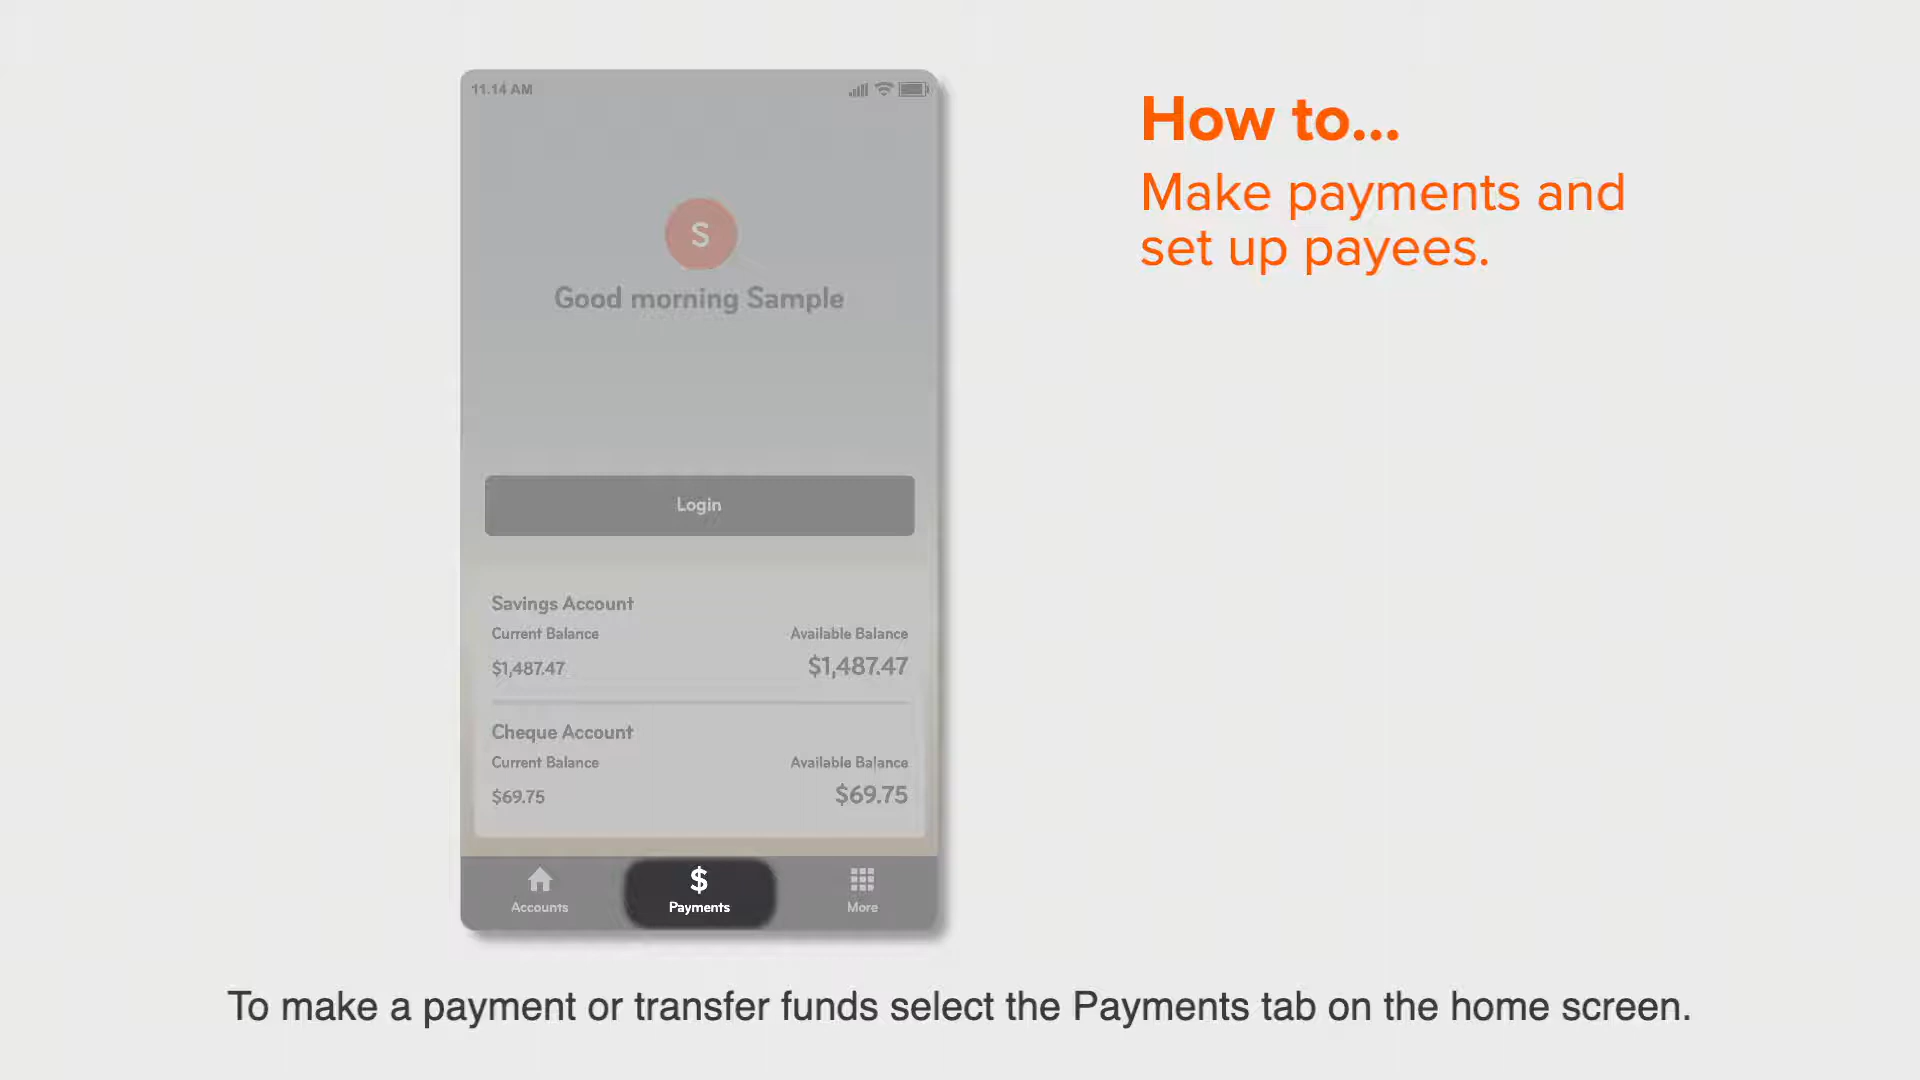 11.14 AM
S
Good morning Sample
Login
Savings Account
Current Balance Available Balance
$1,487.47 $1,487.47
Cheque Account
Current Balance Available Balance
$69.75 $69.75
$
Accounts Payments More
How to...
Make payments and
set up payees.
To make a payment or transfer funds select the Payments tab on the home screen.